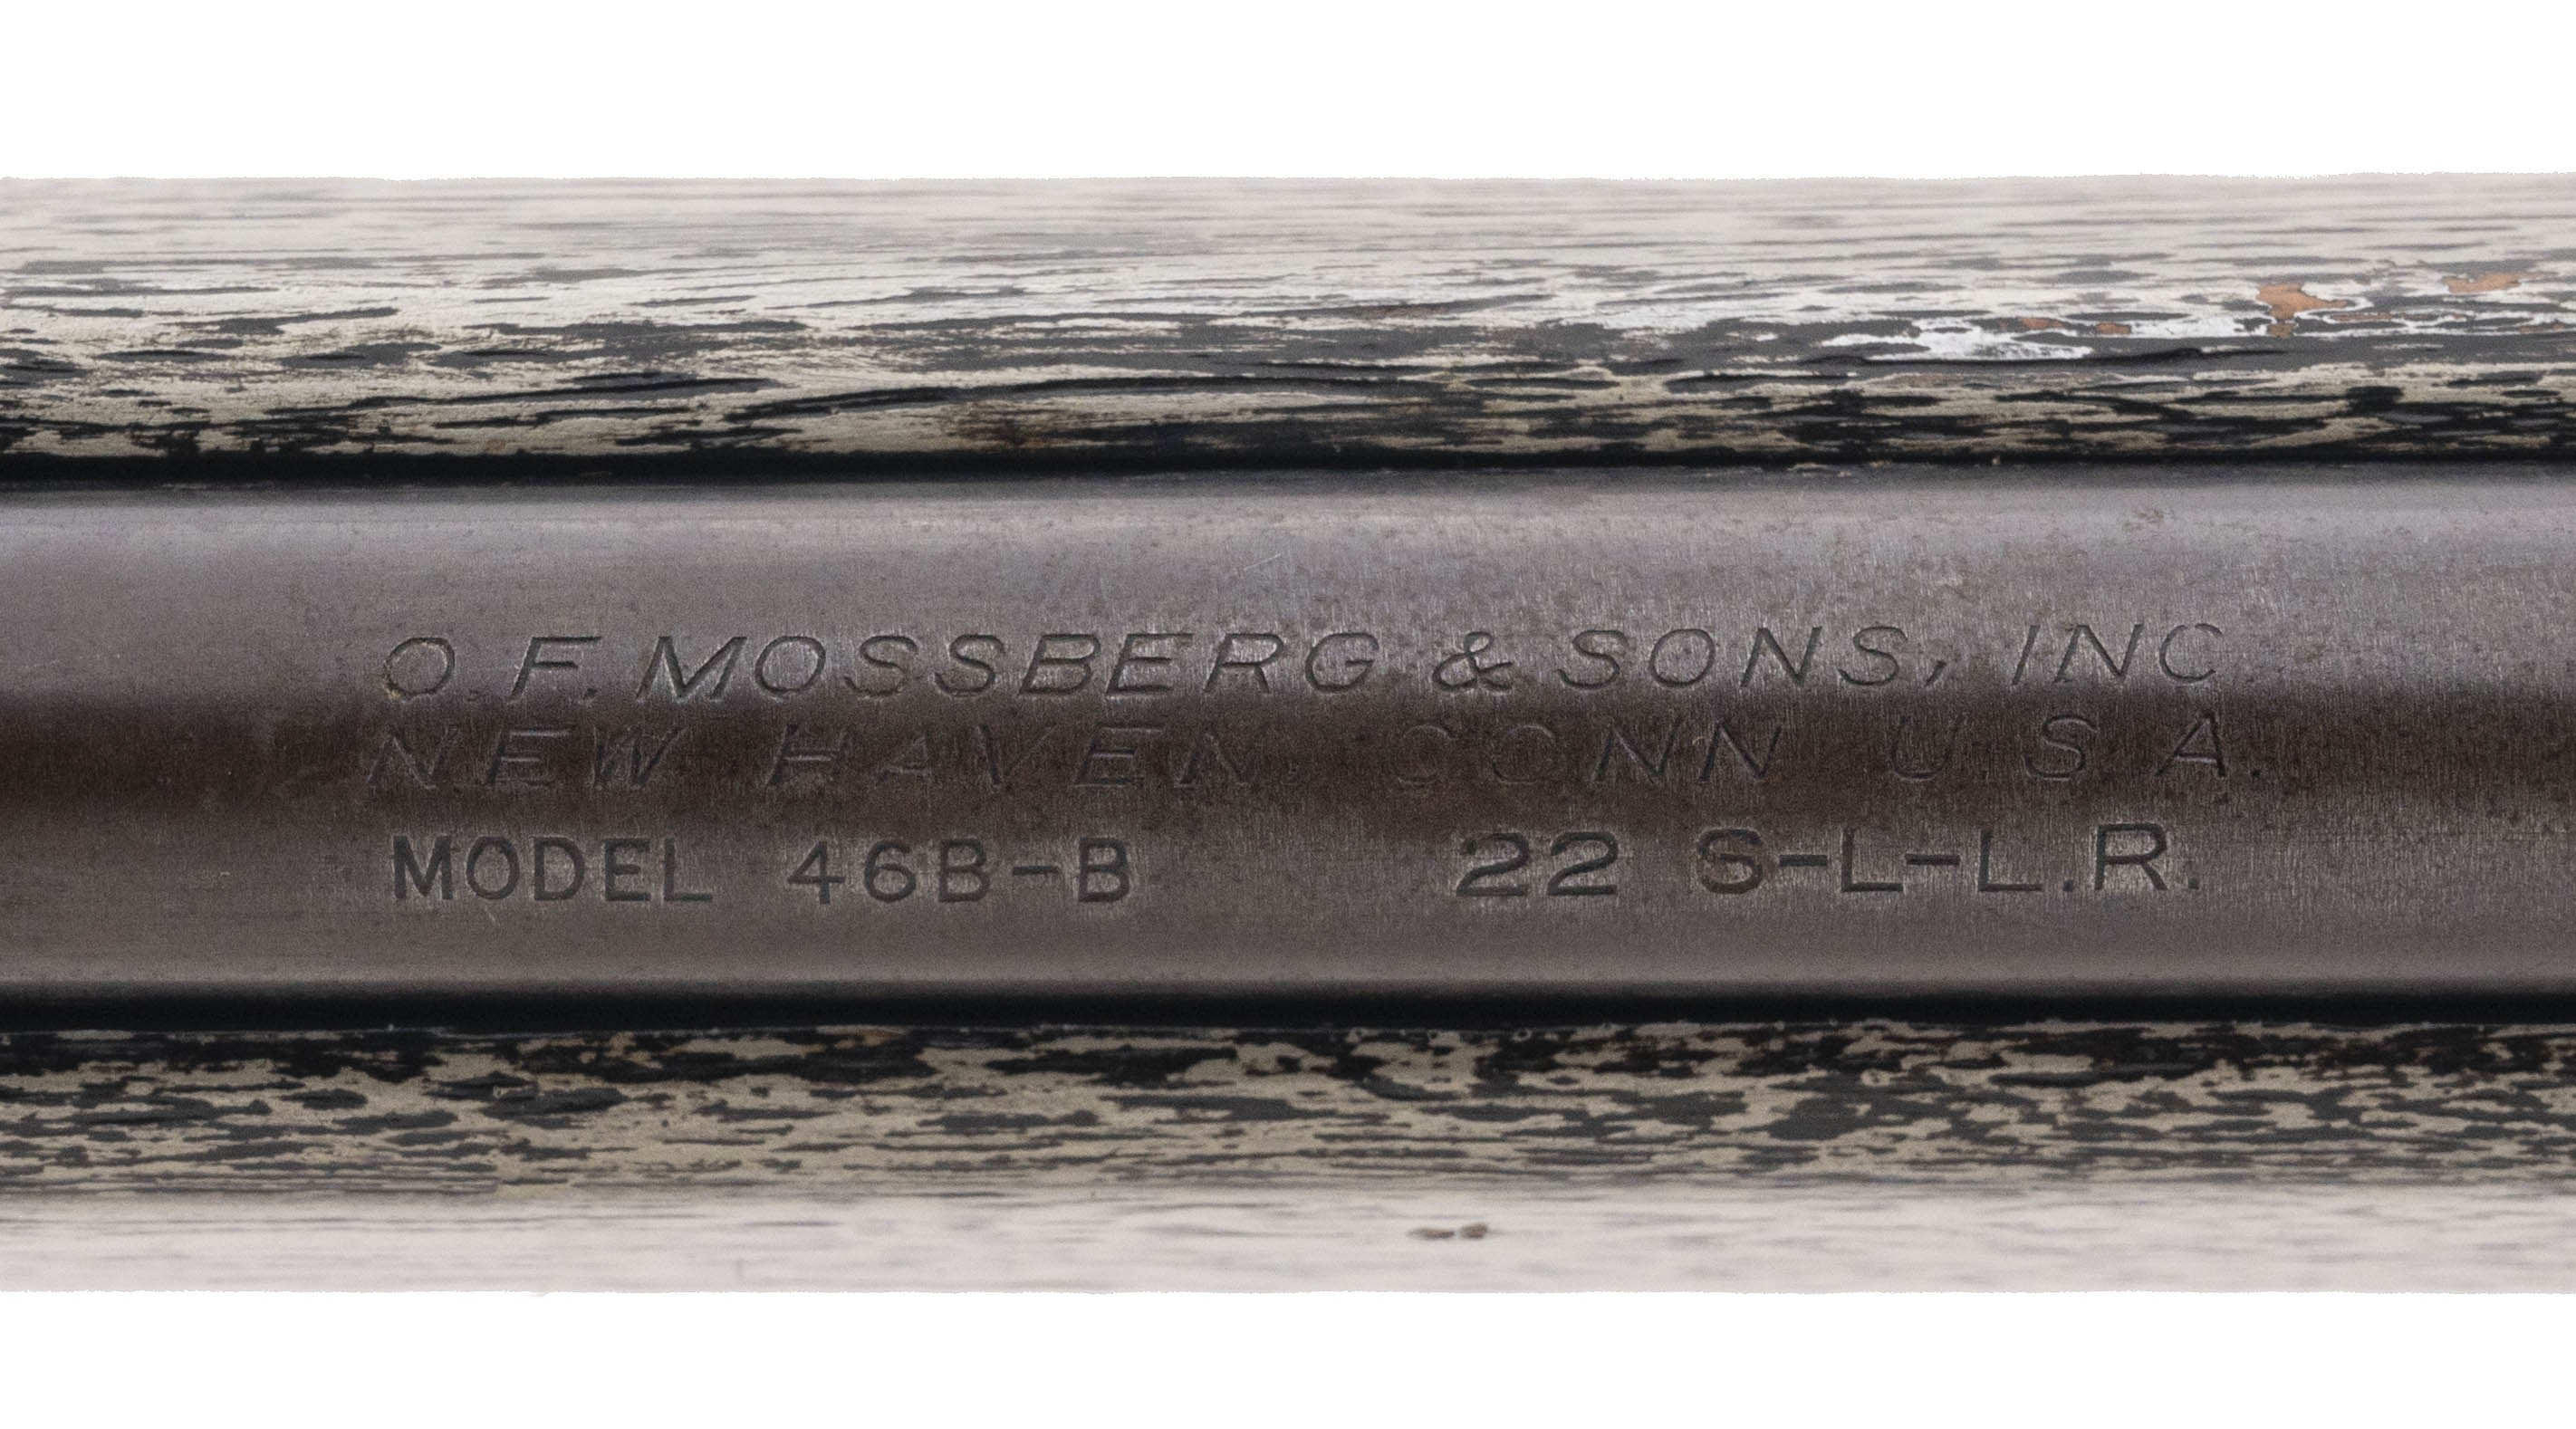 O.F. MOSSBERG & SONS, INC
NEW HAVEN, CONN U.S.A.
MODEL 46B-B 22 S-L-L.R.